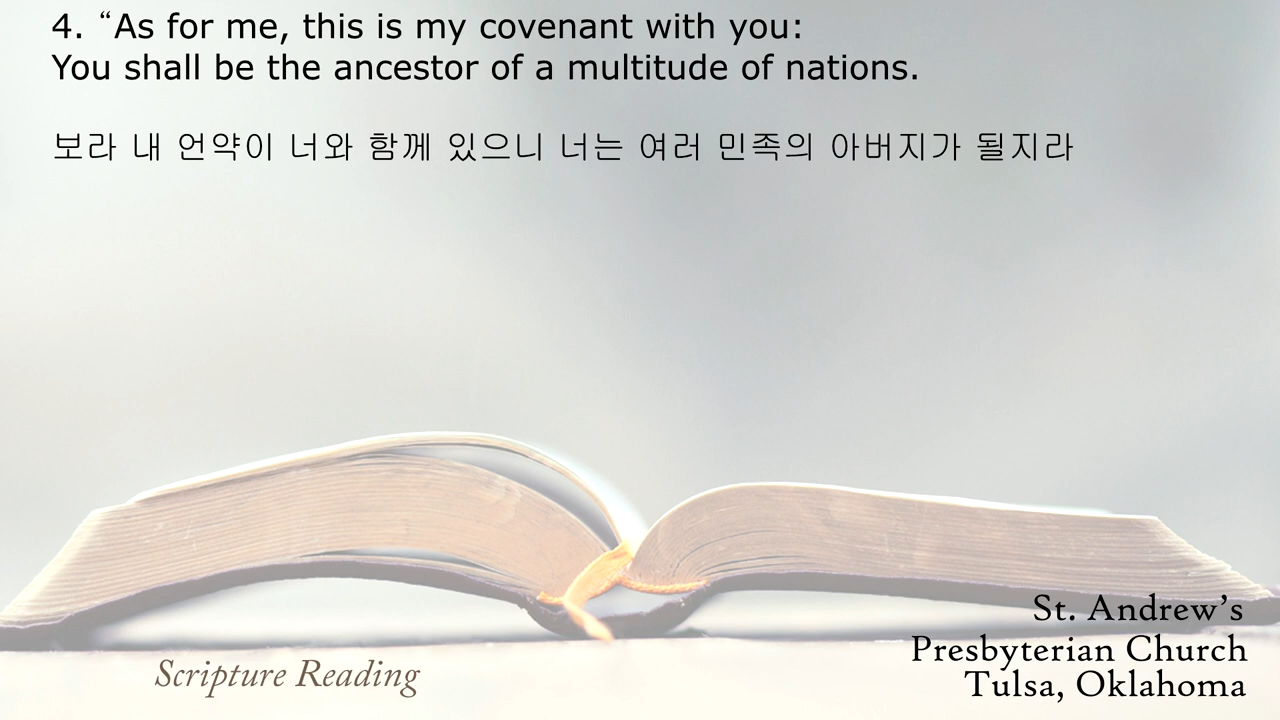 4. “As for me, this is my covenant with you:
You shall be the ancestor of a multitude of nations.
보라 내 언약이 너와 함께 있으니 너는 여러 민족의 아버지가 될지라
Scripture Reading
St. Andrew’s
Presbyterian Church
Tulsa, Oklahoma